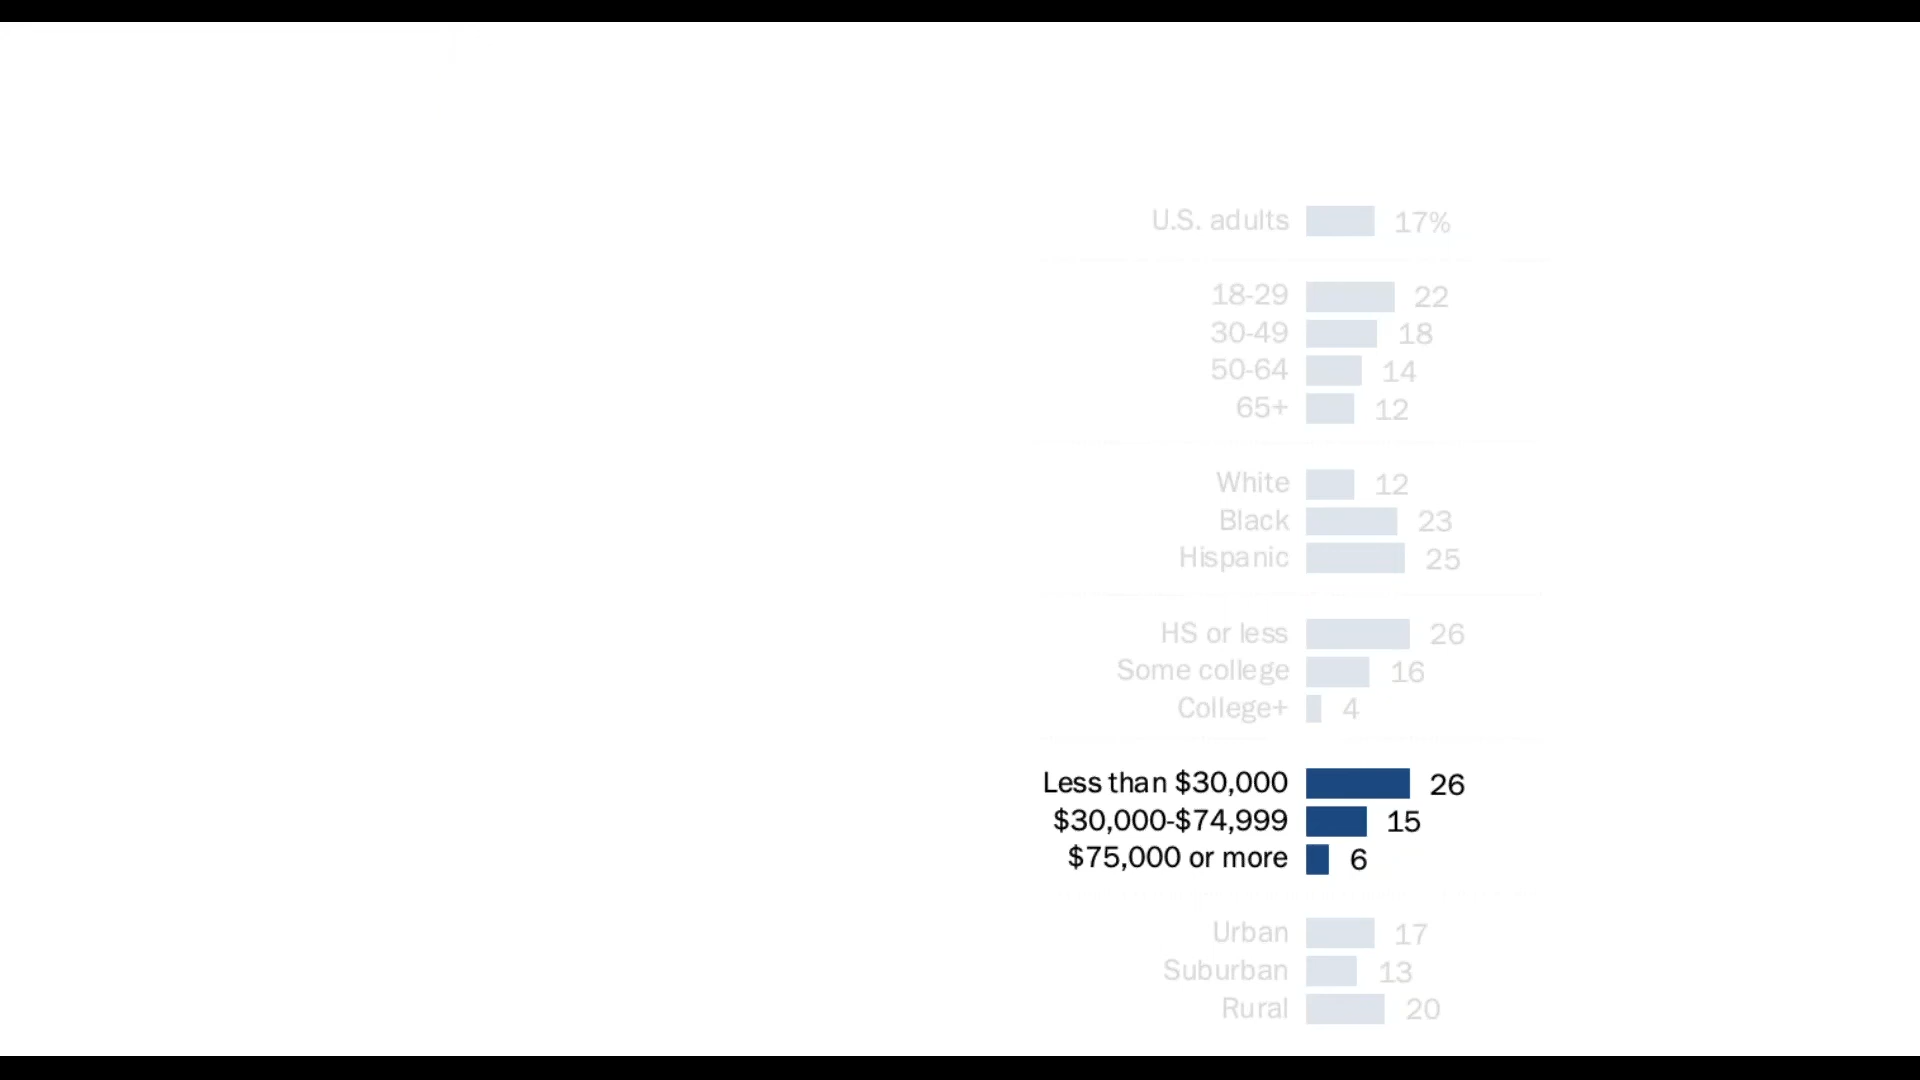 U.S. adults 17%
18-29 22
30-49 18
50-64 14
65+ 12
White 12
Black 23
Hispanic 25
HS or less 26
Some college 16
College+ 4
Less than $30,000 26
$30,000-$74,999 15
$75,000 or more 6
Urban 17
Suburban 13
Rural 20